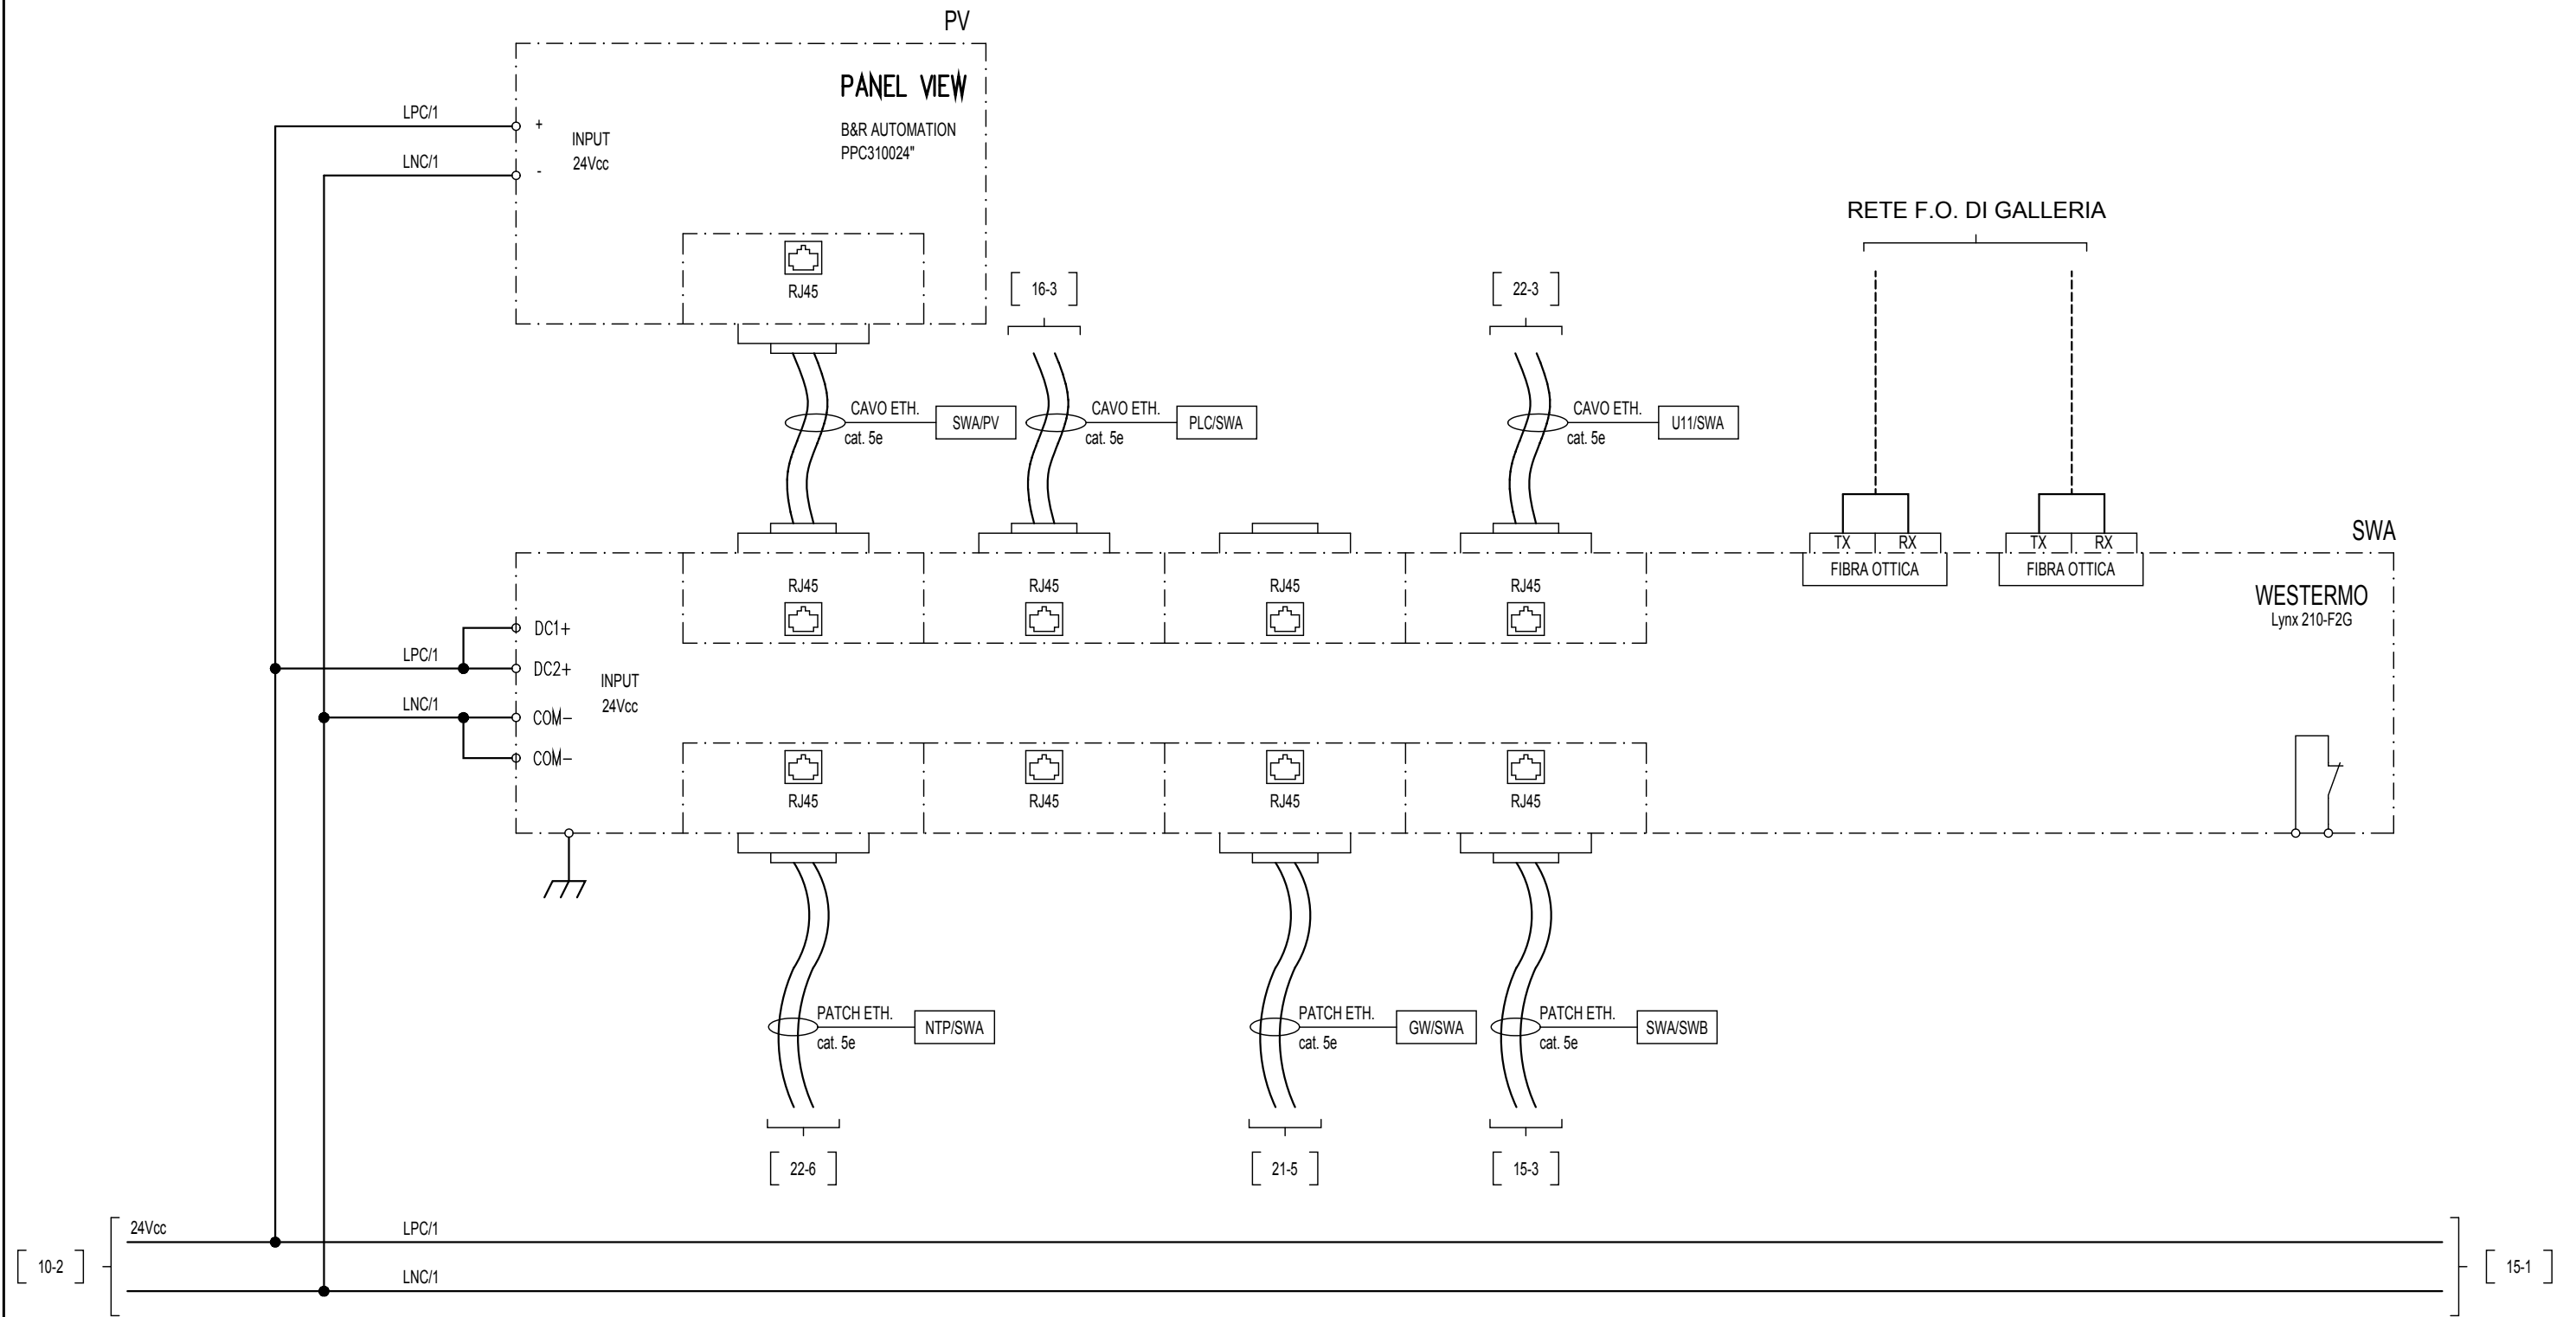 PV
PANEL VIEW
B&R AUTOMATION
PPC310024"
LPC/1
+
INPUT
24Vcc
LNC/1
-
RJ45
RETE F.O. DI GALLERIA
16-3
22-3
CAVO ETH.
cat. 5e
SWA/PV
CAVO ETH.
cat. 5e
PLC/SWA
CAVO ETH.
cat. 5e
U11/SWA
TX
RX
TX
RX
FIBRA OTTICA
FIBRA OTTICA
SWA
WESTERMO
Lynx 210-F2G
RJ45
RJ45
RJ45
RJ45
DC1+
LPC/1
DC2+
INPUT
24Vcc
LNC/1
COM-
COM-
RJ45
RJ45
RJ45
RJ45
PATCH ETH.
cat. 5e
NTP/SWA
PATCH ETH.
cat. 5e
GW/SWA
PATCH ETH.
cat. 5e
SWA/SWB
22-6
21-5
15-3
24Vcc
LPC/1
10-2
LNC/1
15-1